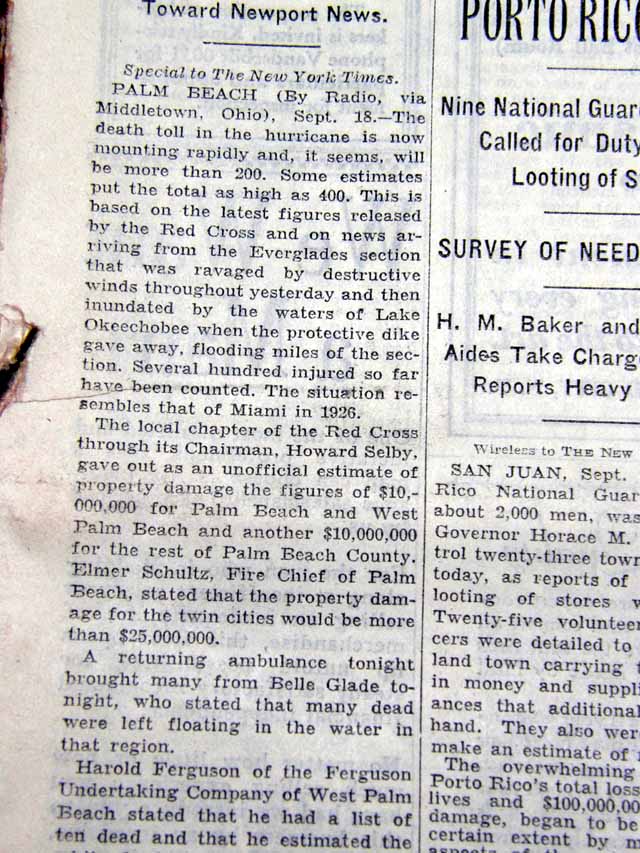 Toward Newport News.
Special to The New York Times.
PALM BEACH (By Radio, via
Middletown, Ohio), Sept. 18.—The
death toll in the hurricane is now
mounting rapidly and, it seems, will
be more than 200. Some estimates
put the total as high as 400. This is
based on the latest figures released
by the Red Cross and on news ar-
riving from the Everglades section
that was ravaged by destructive
winds throughout yesterday and then
inundated by the waters of Lake
Okeechobee when the protective dike
gave away, flooding miles of the sec-
tion. Several hundred injured so far
have been counted. The situation re-
sembles that of Miami in 1926.
The local chapter of the Red Cross
through its Chairman, Howard Selby,
gave out as an unofficial estimate of
property damage the figures of $10,-
000,000 for Palm Beach and West
Palm Beach and another $10,000,000
for the rest of Palm Beach County.
Elmer Schultz, Fire Chief of Palm
Beach, stated that the property dam-
age for the twin cities would be more
than $25,000,000.
A returning ambulance tonight
brought many from Belle Glade to-
night, who stated that many dead
were left floating in the water in
that region.
Harold Ferguson of the Ferguson
Undertaking Company of West Palm
Beach stated that he had a list of
ten dead and that he estimated the
PORTO RIC
Nine National Guar
Called for Duty
Looting of S
SURVEY OF NEED
H. M. Baker and
Aides Take Charg
Reports Heavy
Wireless to THE NEW
SAN JUAN, Sept.
Rico National Guar
about 2,000 men, was
Governor Horace M.
trol twenty-three town
today, as reports of
looting of stores w
Twenty-five volunteer
cers were detailed to
land town carrying
in money and suppli
ances that additional
hand. They also wer
make an estimate of
The overwhelming
Porto Rico's total loss
lives and $100,000,00
damage, began to be
certain extent by m